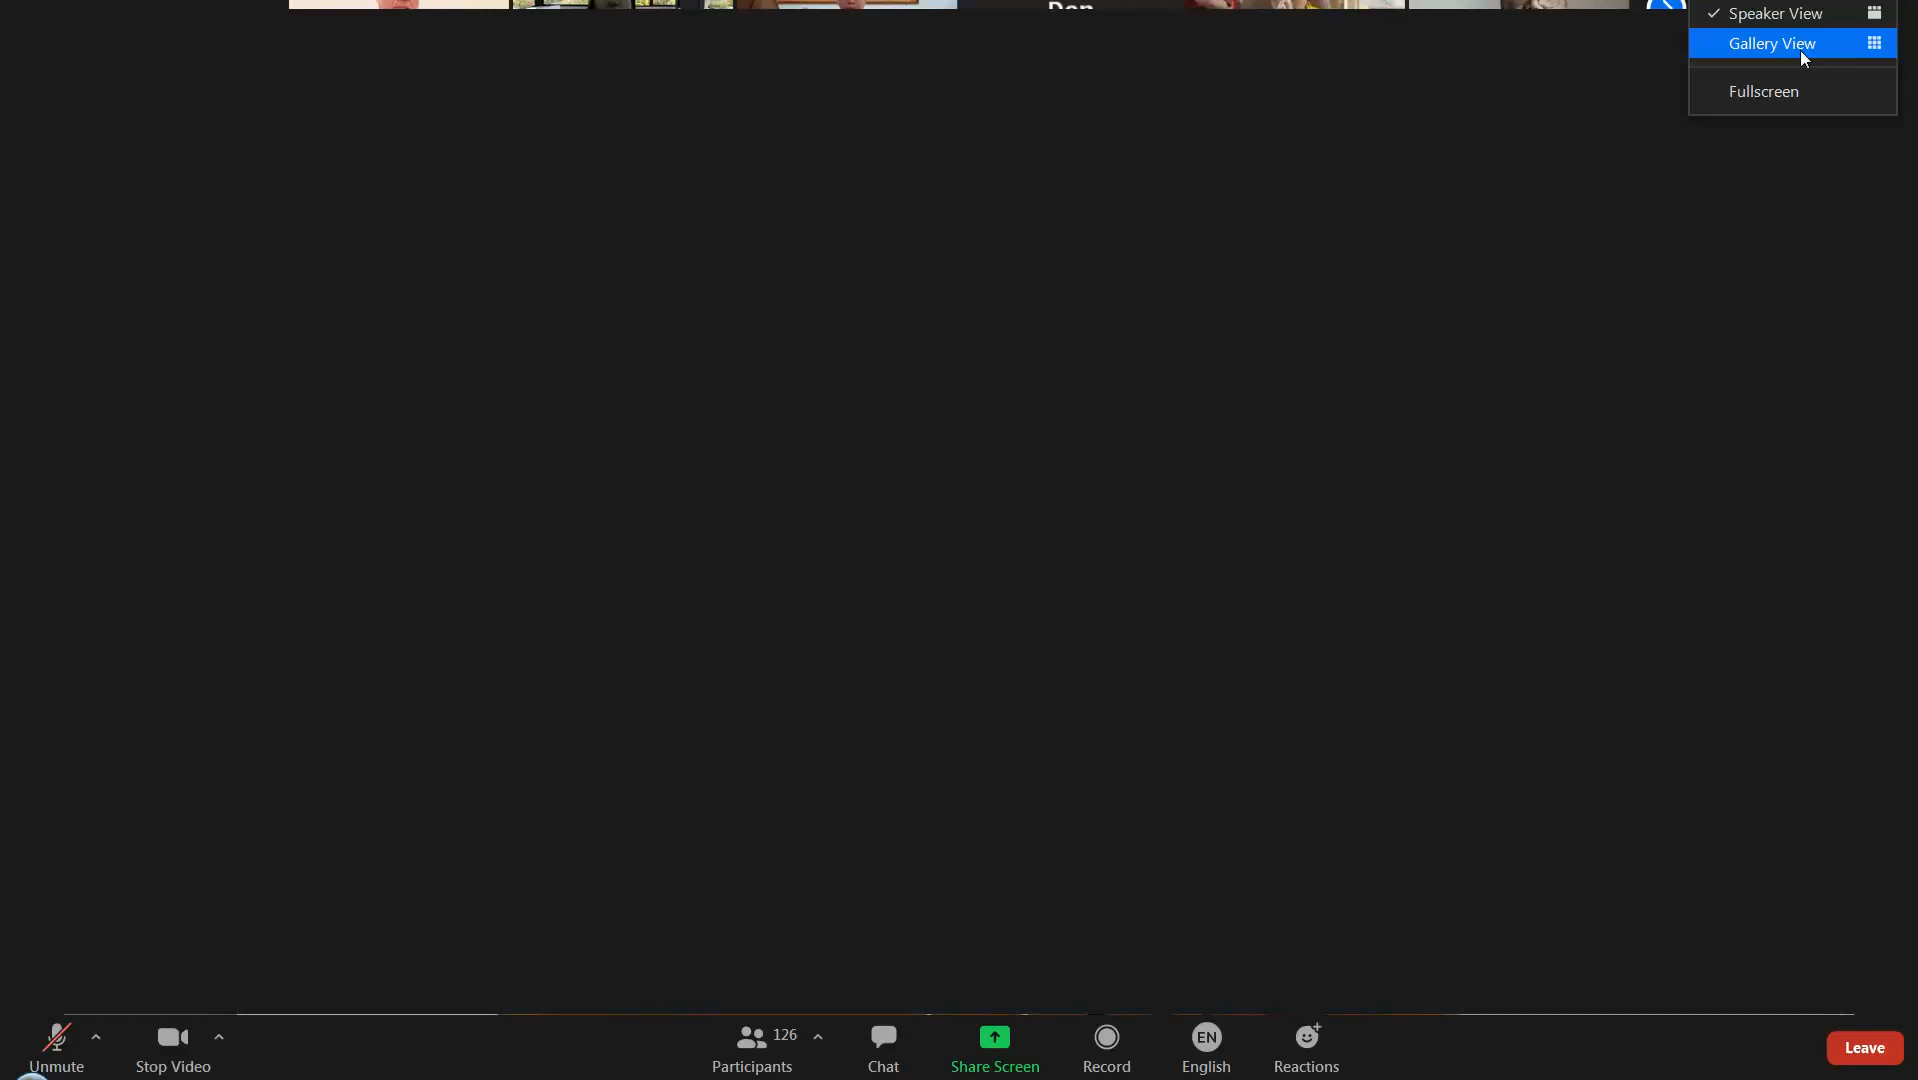 Speaker View
Gallery View
Fullscreen
Unmute
Stop Video
126
Participants
Chat
Share Screen
Record
EN
English
Reactions
Leave